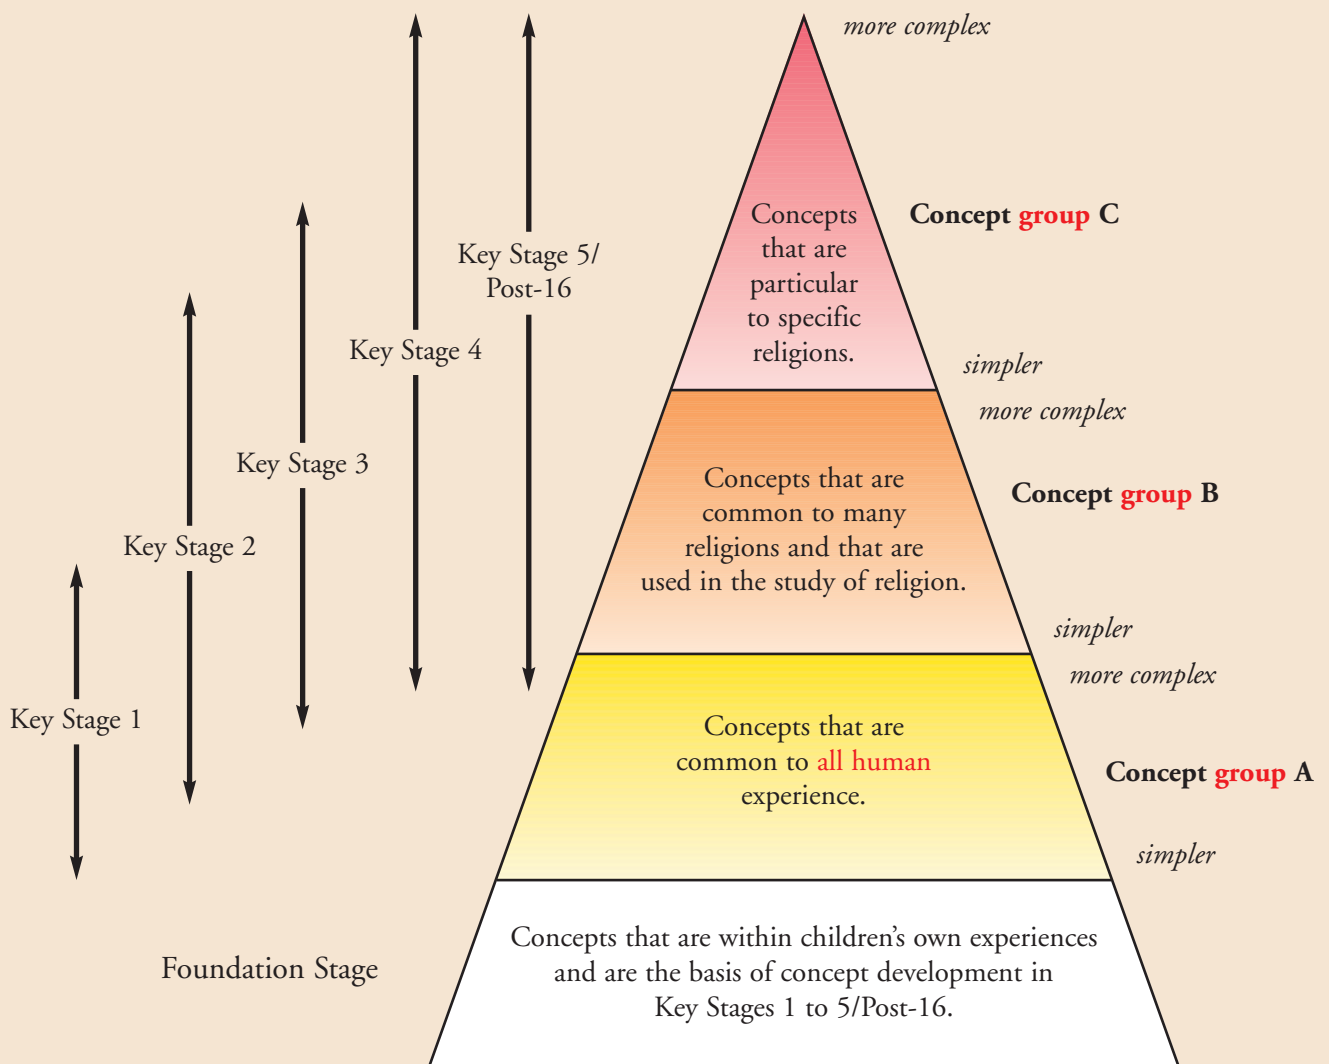 more complex
Concepts
that are
particular
to specific
religions.
Concept group C
Key Stage 5/
Post-16
Key Stage 4
simpler
more complex
Key Stage 3
Concepts that are
common to many
religions and that are
used in the study of religion.
Concept group B
Key Stage 2
simpler
more complex
Key Stage 1
Concepts that are
common to all human
experience.
Concept group A
simpler
Foundation Stage
Concepts that are within children’s own experiences
and are the basis of concept development in
Key Stages 1 to 5/Post-16.